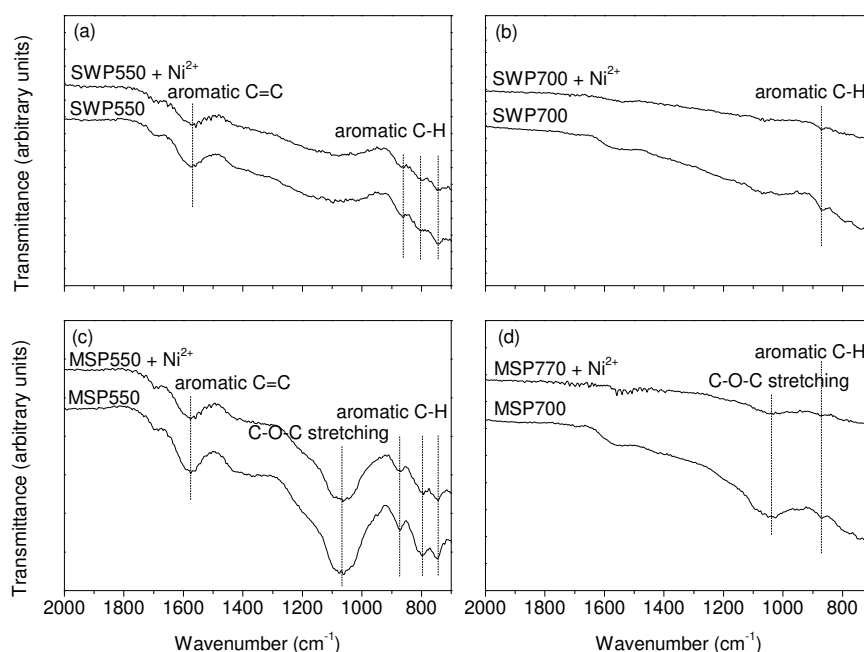 (a)
SWP550 + Ni²⁺
aromatic C=C
SWP550
aromatic C-H
Transmittance (arbitrary units)
(b)
SWP700 + Ni²⁺
aromatic C-H
SWP700
(c)
MSP550 + Ni²⁺
aromatic C=C
MSP550
aromatic C-H
C-O-C stretching
Transmittance (arbitrary units)
2000 1800 1600 1400 1200 1000 800
Wavenumber (cm⁻¹)
(d)
aromatic C-H
MSP770 + Ni²⁺
C-O-C stretching
MSP700
2000 1800 1600 1400 1200 1000 800
Wavenumber (cm⁻¹)